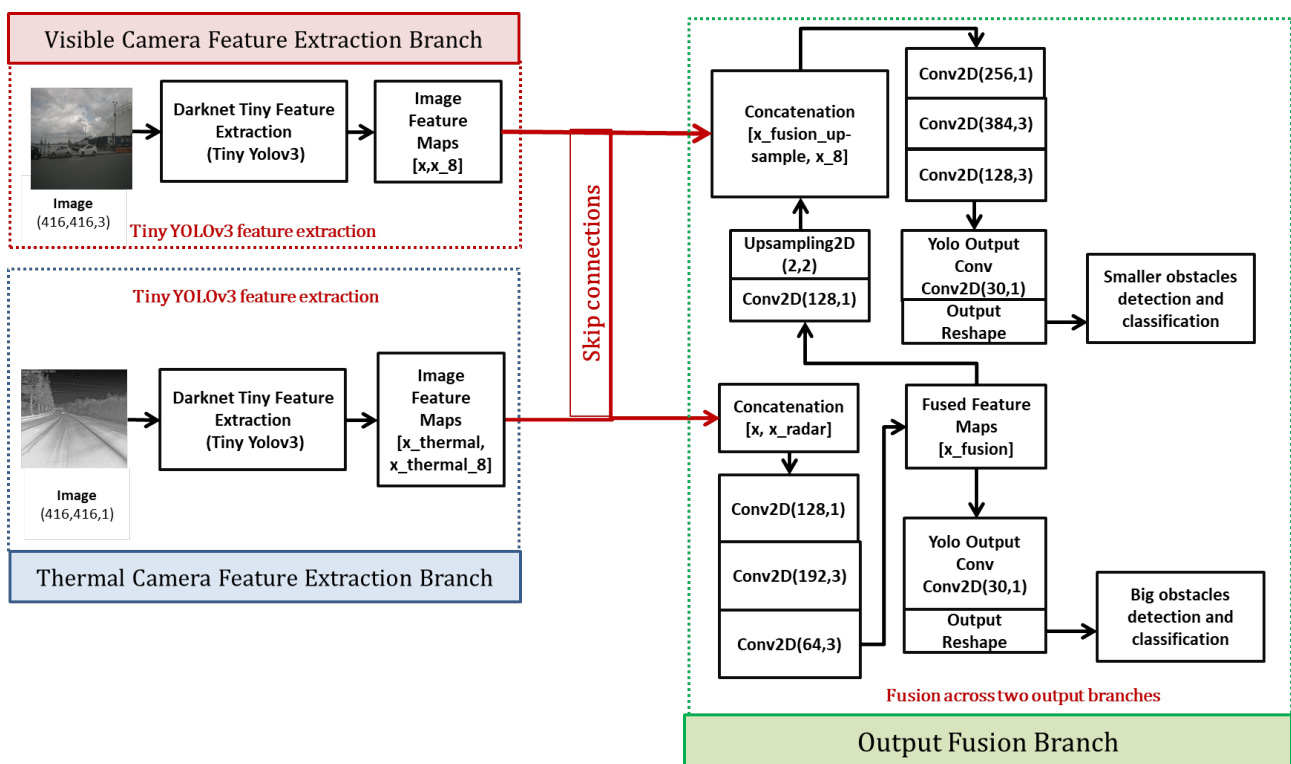 Visible Camera Feature Extraction Branch
Darknet Tiny Feature
Extraction
(Tiny Yolov3)
Image
Feature
Maps
[x,x_8]
Image
(416,416,3)
Tiny YOLOv3 feature extraction
Tiny YOLOv3 feature extraction
Darknet Tiny Feature
Extraction
(Tiny Yolov3)
Image
Feature
Maps
[x_thermal,
x_thermal_8]
Image
(416,416,1)
Thermal Camera Feature Extraction Branch
Skip connections
Concatenation
[x_fusion_up-
sample, x_8]
Conv2D(256,1)
Conv2D(384,3)
Conv2D(128,3)
Upsampling2D
(2,2)
Conv2D(128,1)
Yolo Output
Conv
Conv2D(30,1)
Output
Reshape
Smaller obstacles
detection and
classification
Concatenation
[x, x_radar]
Conv2D(128,1)
Conv2D(192,3)
Conv2D(64,3)
Fused Feature
Maps
[x_fusion]
Yolo Output
Conv
Conv2D(30,1)
Output
Reshape
Big obstacles
detection and
classification
Fusion across two output branches
Output Fusion Branch